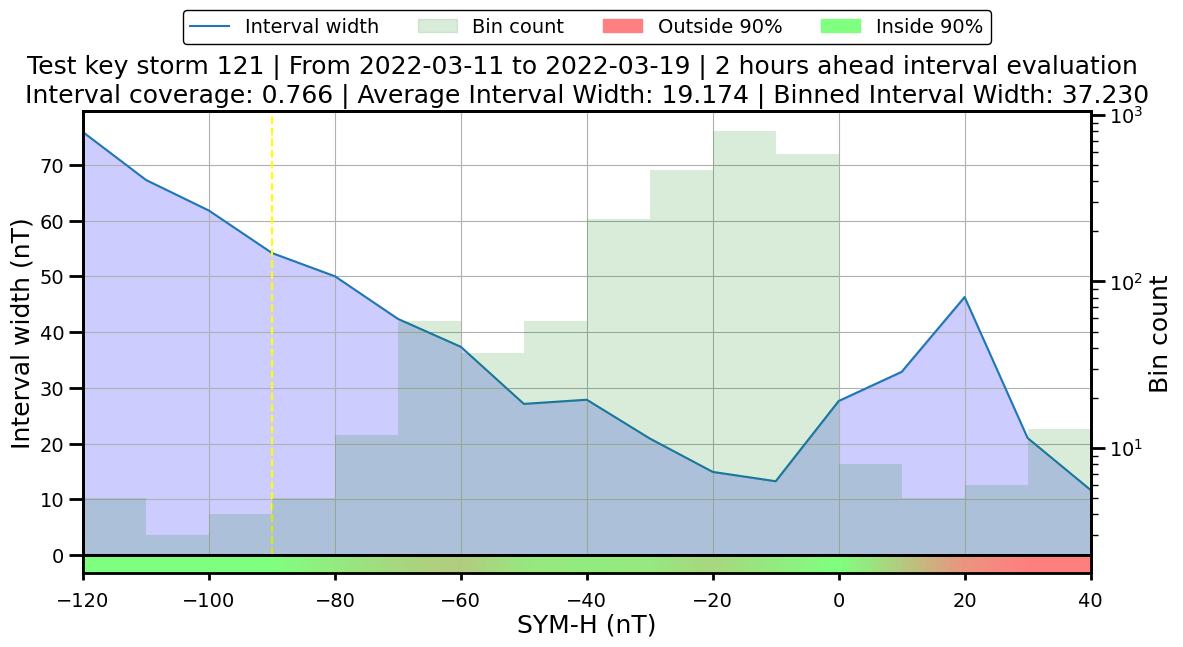 Interval width Bin count Outside 90% Inside 90%
Test key storm 121 | From 2022-03-11 to 2022-03-19 | 2 hours ahead interval evaluation
Interval coverage: 0.766 | Average Interval Width: 19.174 | Binned Interval Width: 37.230
Interval width (nT)
70
60
50
40
30
20
10
0
10³
10²
10¹
Bin count
−120 −100 −80 −60 −40 −20 0 20 40
SYM-H (nT)